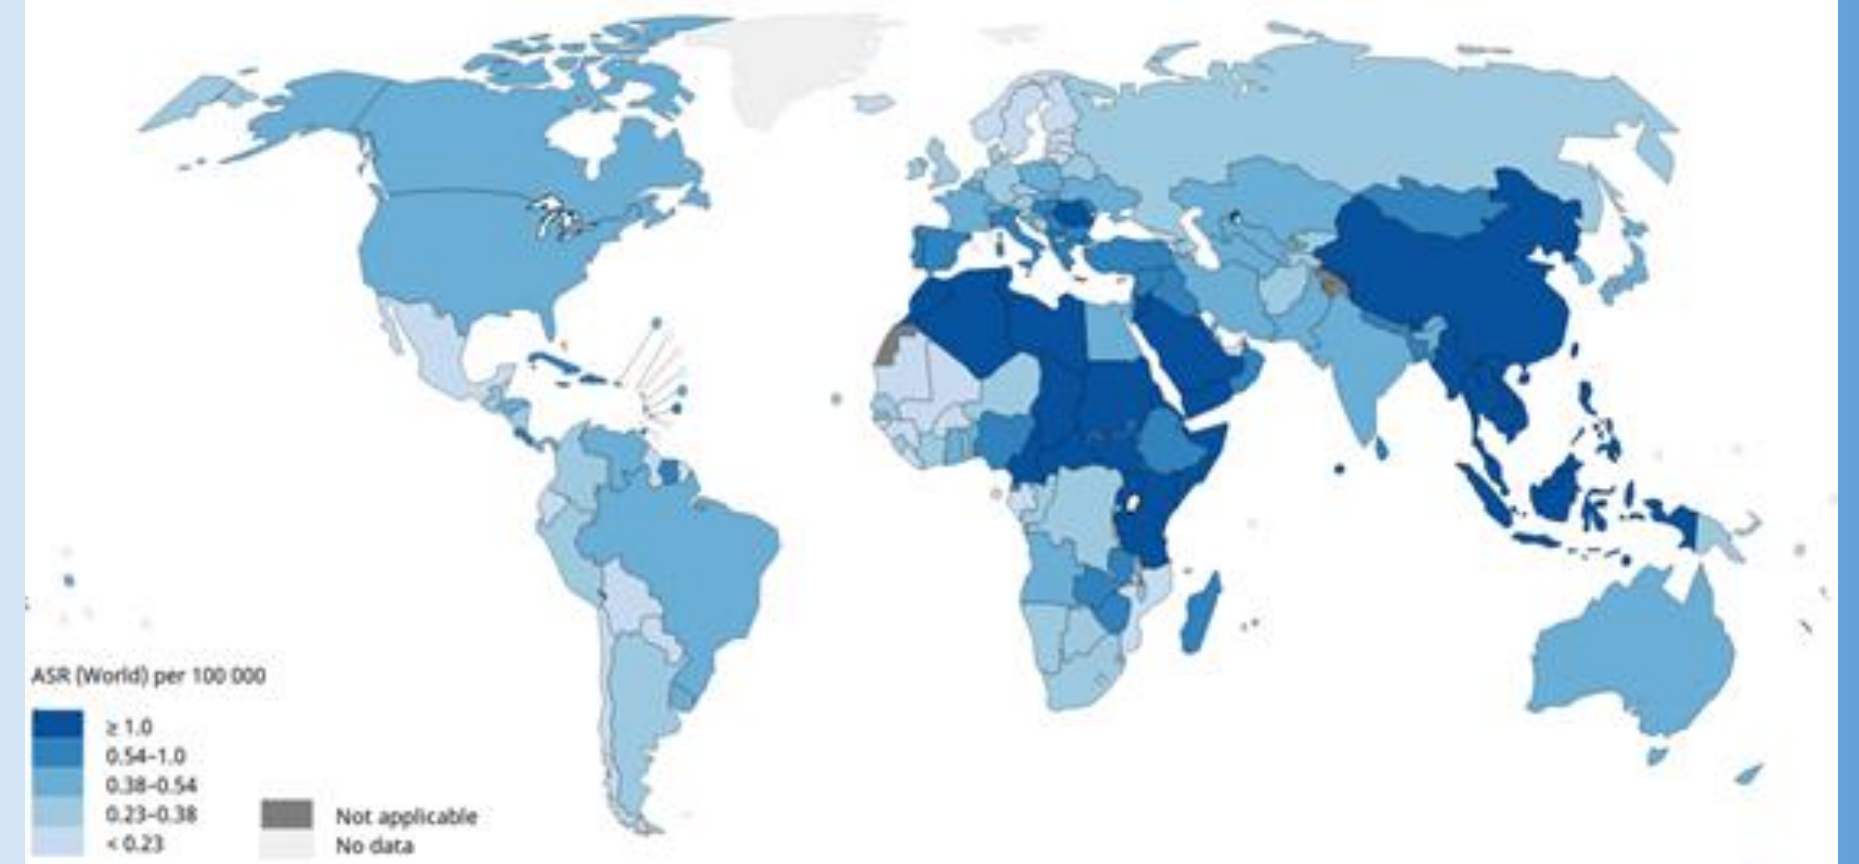 ASR (World) per 100 000
≥ 1.0
0.54–1.0
0.38–0.54
0.23–0.38
< 0.23
Not applicable
No data